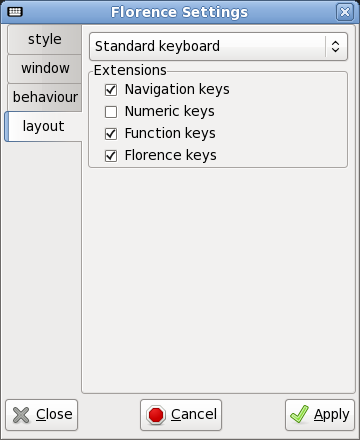 Florence Settings
style
window
behaviour
layout
Standard keyboard
Extensions
Navigation keys
Numeric keys
Function keys
Florence keys
Close
Cancel
Apply